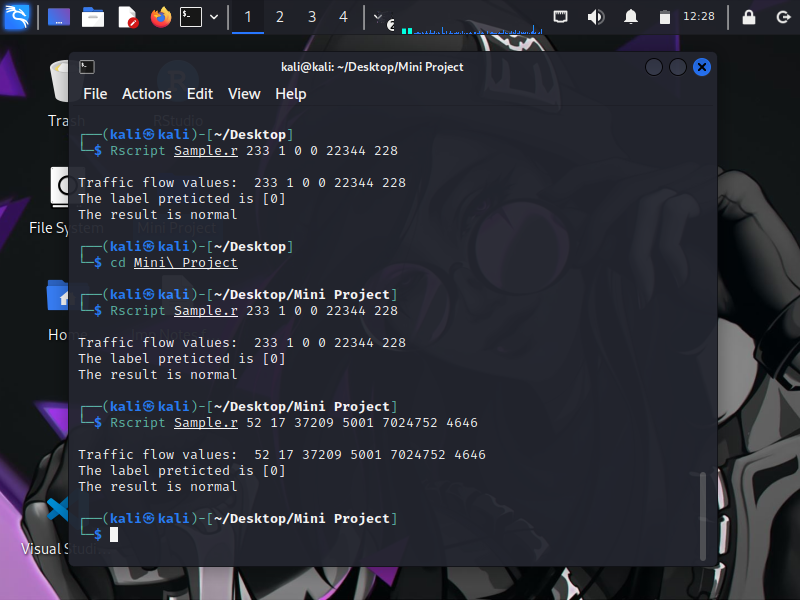 1 2 3 4 12:28
kali@kali: ~/Desktop/Mini Project
File Actions Edit View Help
┌──(kali㉿kali)-[~/Desktop]
└─$ Rscript Sample.r 233 1 0 0 22344 228
Traffic flow values:  233 1 0 0 22344 228
The label preticted is [0]
The result is normal
┌──(kali㉿kali)-[~/Desktop]
└─$ cd Mini\ Project
┌──(kali㉿kali)-[~/Desktop/Mini Project]
└─$ Rscript Sample.r 233 1 0 0 22344 228
Traffic flow values:  233 1 0 0 22344 228
The label preticted is [0]
The result is normal
┌──(kali㉿kali)-[~/Desktop/Mini Project]
└─$ Rscript Sample.r 52 17 37209 5001 7024752 4646
Traffic flow values:  52 17 37209 5001 7024752 4646
The label preticted is [0]
The result is normal
┌──(kali㉿kali)-[~/Desktop/Mini Project]
└─$
Trash
RStudio
File System
Mini Project
Home
Visual Studio